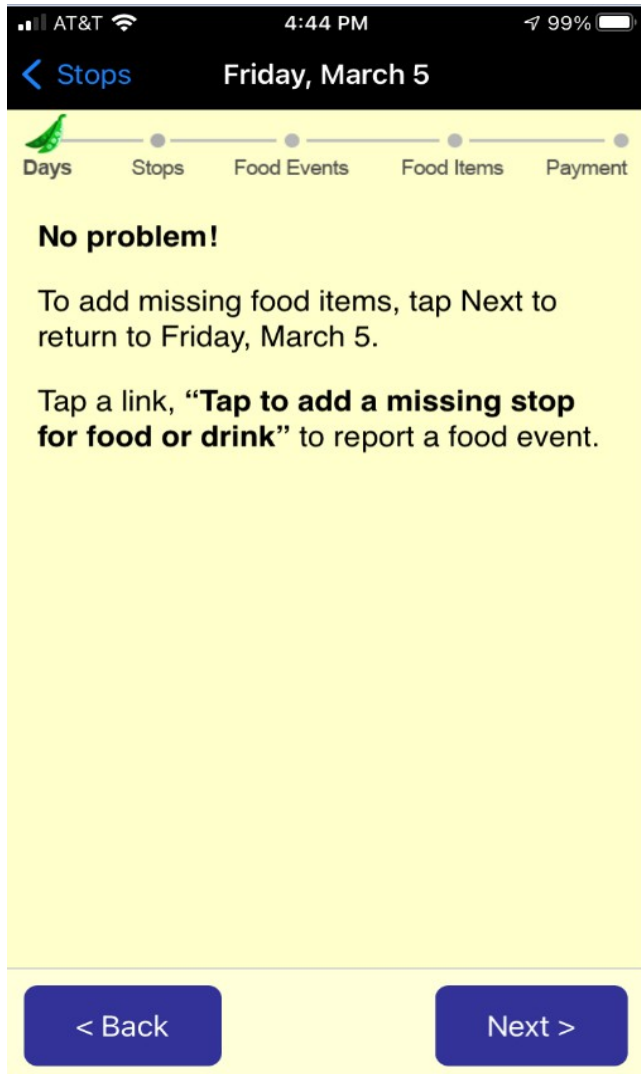 AT&T 4:44 PM 99%
< Stops Friday, March 5
Days Stops Food Events Food Items Payment
No problem!
To add missing food items, tap Next to
return to Friday, March 5.
Tap a link, “Tap to add a missing stop
for food or drink” to report a food event.
< Back Next >